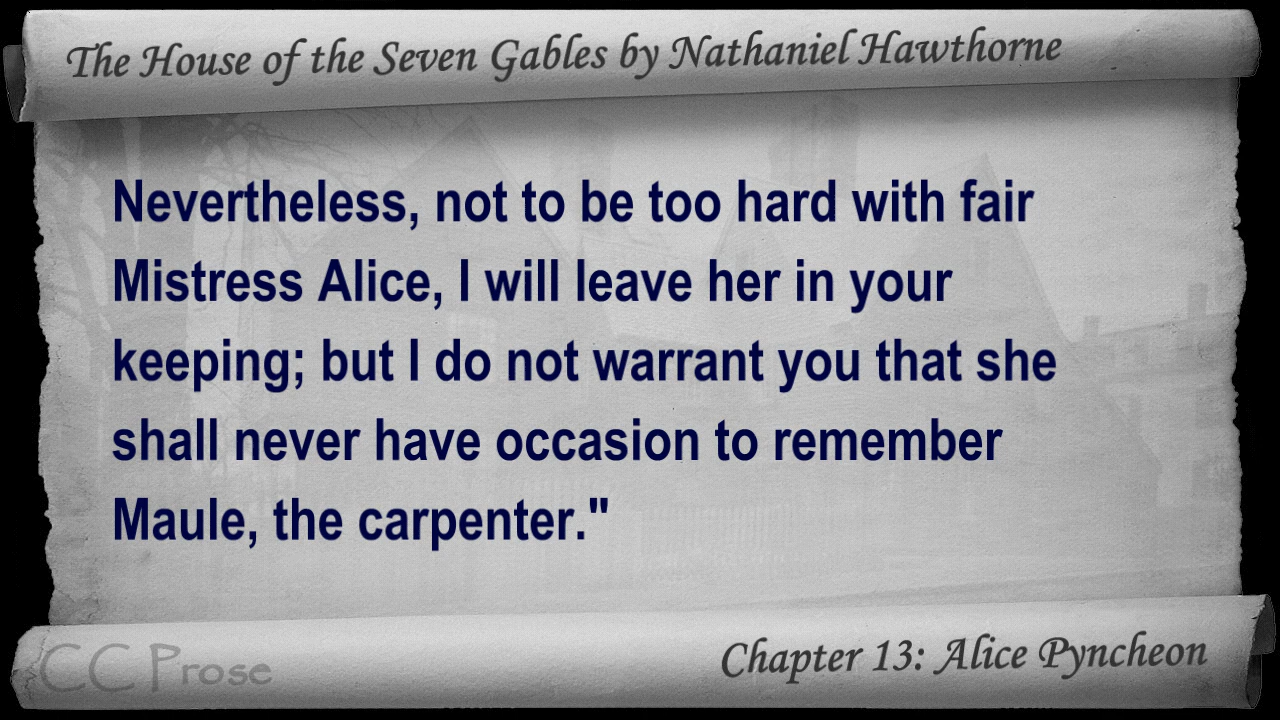 The House of the Seven Gables by Nathaniel Hawthorne
Nevertheless, not to be too hard with fair
Mistress Alice, I will leave her in your
keeping; but I do not warrant you that she
shall never have occasion to remember
Maule, the carpenter."
CC Prose
Chapter 13: Alice Pyncheon